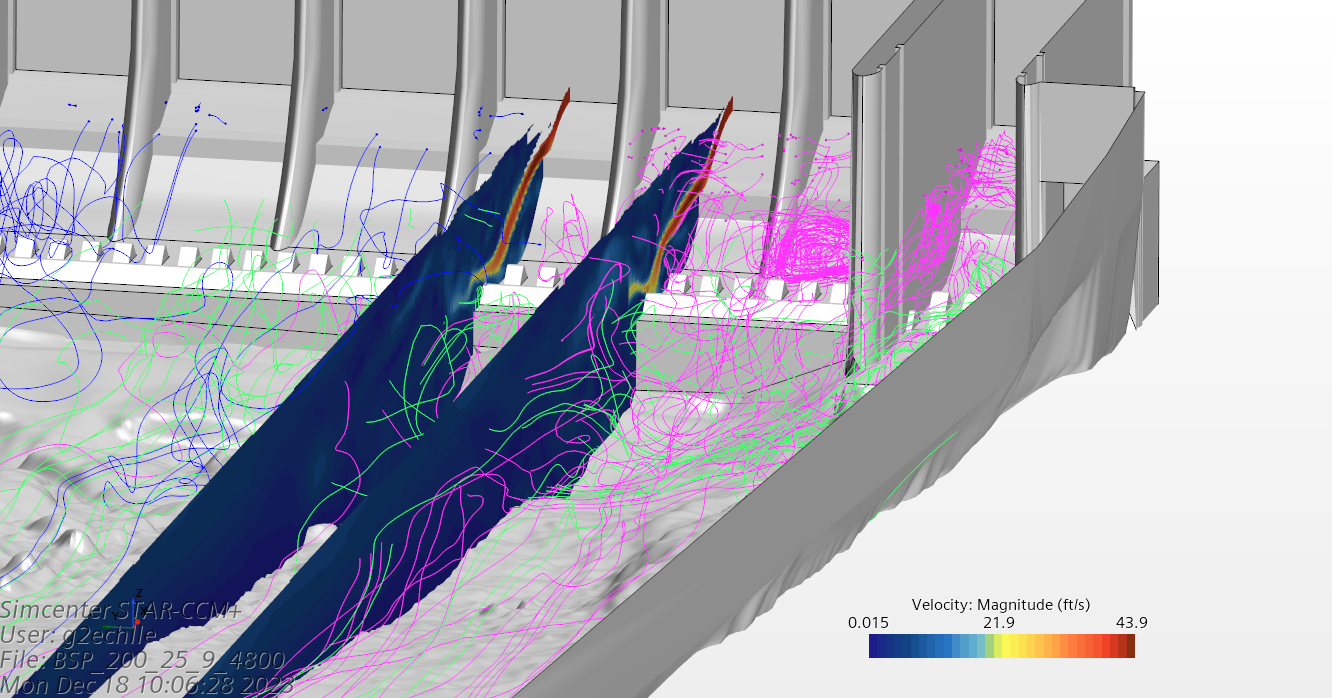 Z
Simcenter STAR-CCM+
User: g2echlle
File: BSP_200_25_9_4800
Mon Dec 18 10:06:28 2023
Velocity: Magnitude (ft/s)
0.015 21.9 43.9